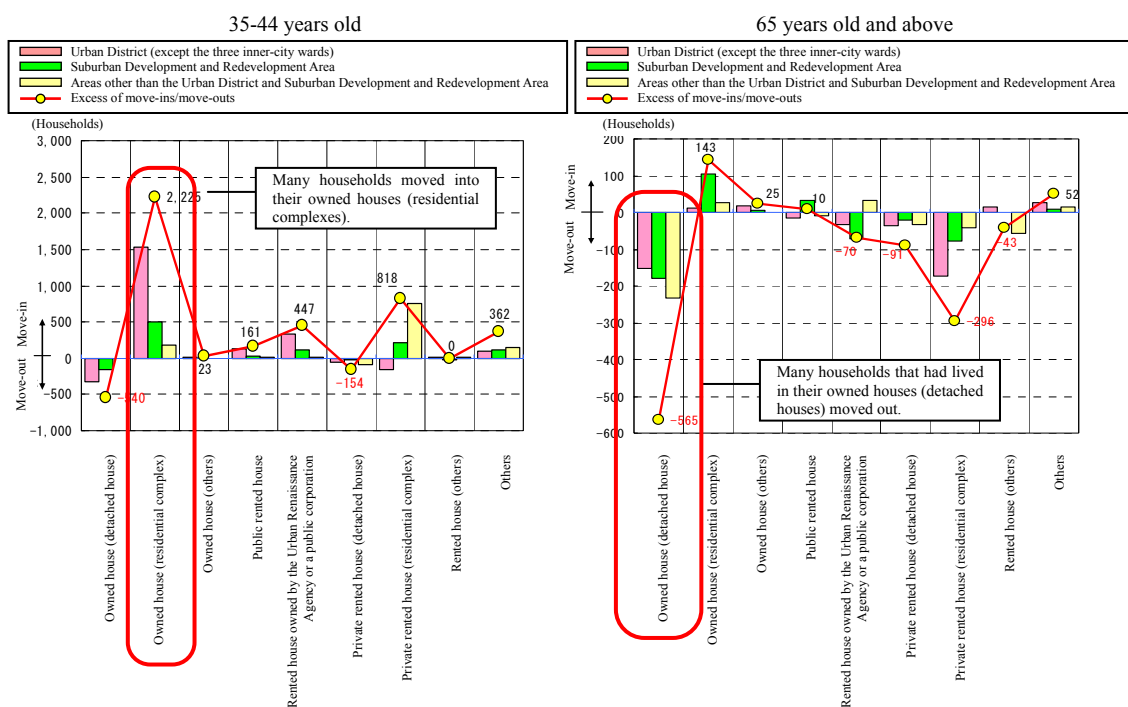 35-44 years old
Urban District (except the three inner-city wards)
Suburban Development and Redevelopment Area
Areas other than the Urban District and Suburban Development and Redevelopment Area
Excess of move-ins/move-outs
(Households)
3,000
2,500
2,000
1,500
1,000
500
0
-500
-1,000
Move-out Move-in
-540
2,225
23
161
447
-154
818
0
362
Many households moved into
their owned houses (residential
complexes).
Owned house (detached house)
Owned house (residential complex)
Owned house (others)
Public rented house
Rented house owned by the Urban Renaissance
Agency or a public corporation
Private rented house (detached house)
Private rented house (residential complex)
Rented house (others)
Others
65 years old and above
Urban District (except the three inner-city wards)
Suburban Development and Redevelopment Area
Areas other than the Urban District and Suburban Development and Redevelopment Area
Excess of move-ins/move-outs
(Households)
200
100
0
-100
-200
-300
-400
-500
-600
Move-out Move-in
-565
143
25
10
-70
-91
-296
-43
52
Many households that had lived
in their owned houses (detached
houses) moved out.
Owned house (detached house)
Owned house (residential complex)
Owned house (others)
Public rented house
Rented house owned by the Urban Renaissance
Agency or a public corporation
Private rented house (detached house)
Private rented house (residential complex)
Rented house (others)
Others